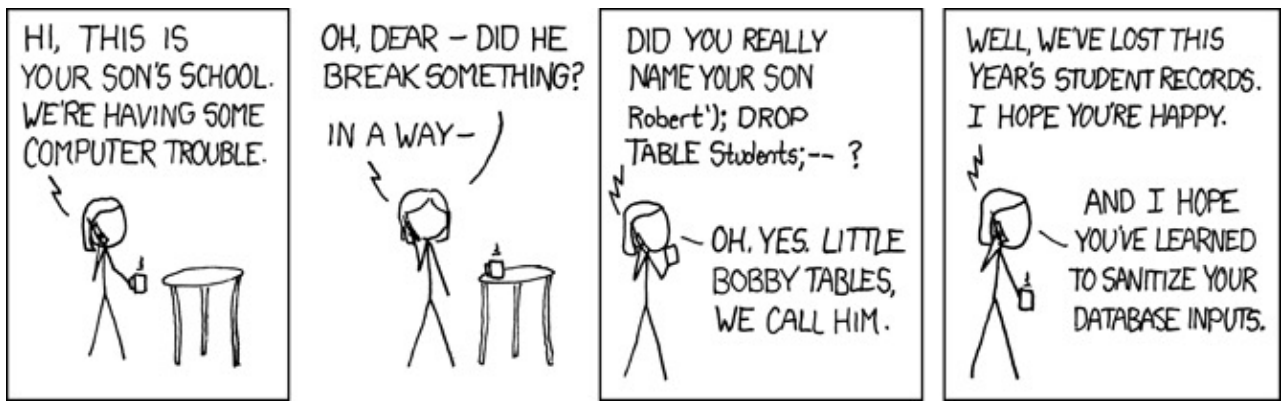 HI, THIS IS
YOUR SON'S SCHOOL.
WE'RE HAVING SOME
COMPUTER TROUBLE.
OH, DEAR – DID HE
BREAK SOMETHING?
IN A WAY–
DID YOU REALLY
NAME YOUR SON
Robert'); DROP
TABLE Students;-- ?
OH. YES. LITTLE
BOBBY TABLES,
WE CALL HIM.
WELL, WE'VE LOST THIS
YEAR'S STUDENT RECORDS.
I HOPE YOU'RE HAPPY.
AND I HOPE
YOU'VE LEARNED
TO SANITIZE YOUR
DATABASE INPUTS.